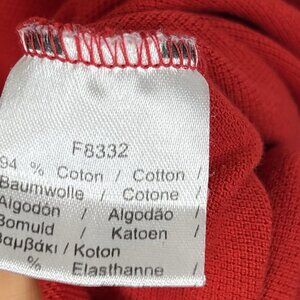 F8332
94 % Coton / Cotton /
Baumwolle / Cotone /
Algodón / Algodão
Bomuld / Katoen /
Βαμβάκι / Koton
% Elasthanne /